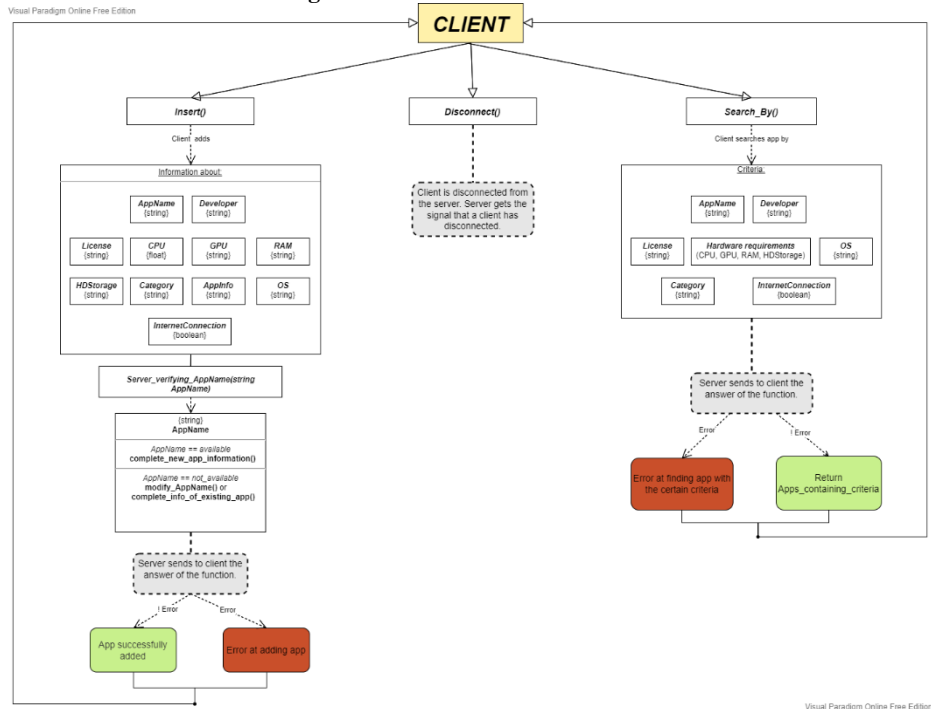 Visual Paradigm Online Free Edition
CLIENT
Insert()
Disconnect()
Search_By()
Client adds
Client searches app by
Information about:
AppName
{string}
Developer
{string}
License
{string}
CPU
{float}
GPU
{string}
RAM
{string}
HDStorage
{string}
Category
{string}
AppInfo
{string}
OS
{string}
InternetConnection
{boolean}
Client is disconnected from
the server. Server gets the
signal that a client has
disconnected.
Criteria:
AppName
{string}
Developer
{string}
License
{string}
Hardware requirements
(CPU, GPU, RAM, HDStorage)
OS
{string}
Category
{string}
InternetConnection
{boolean}
Server_verifying_AppName(string
AppName)
{string}
AppName
AppName == available
complete_new_app_information()
AppName == not_available
modify_AppName() or
complete_info_of_existing_app()
Server sends to client the
answer of the function.
! Error
Error
App successfully
added
Error at adding app
Server sends to client the
answer of the function.
Error
! Error
Error at finding app with
the certain criteria
Return
Apps_containing_criteria
Visual Paradigm Online Free Edition